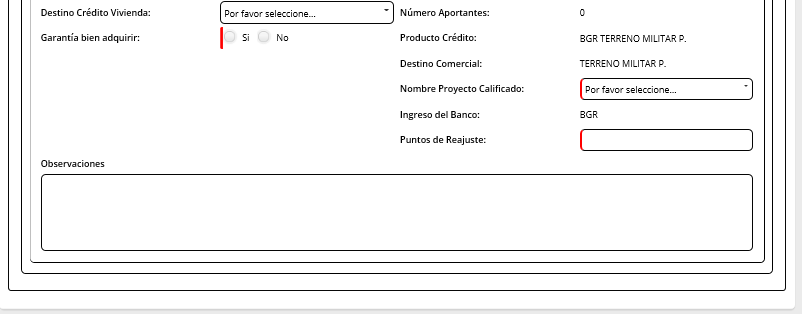 Destino Crédito Vivienda: Por favor seleccione... Número Aportantes: 0
Garantía bien adquirir: Si No Producto Crédito: BGR TERRENO MILITAR P.
Destino Comercial: TERRENO MILITAR P.
Nombre Proyecto Calificado: Por favor seleccione...
Ingreso del Banco: BGR
Puntos de Reajuste:
Observaciones